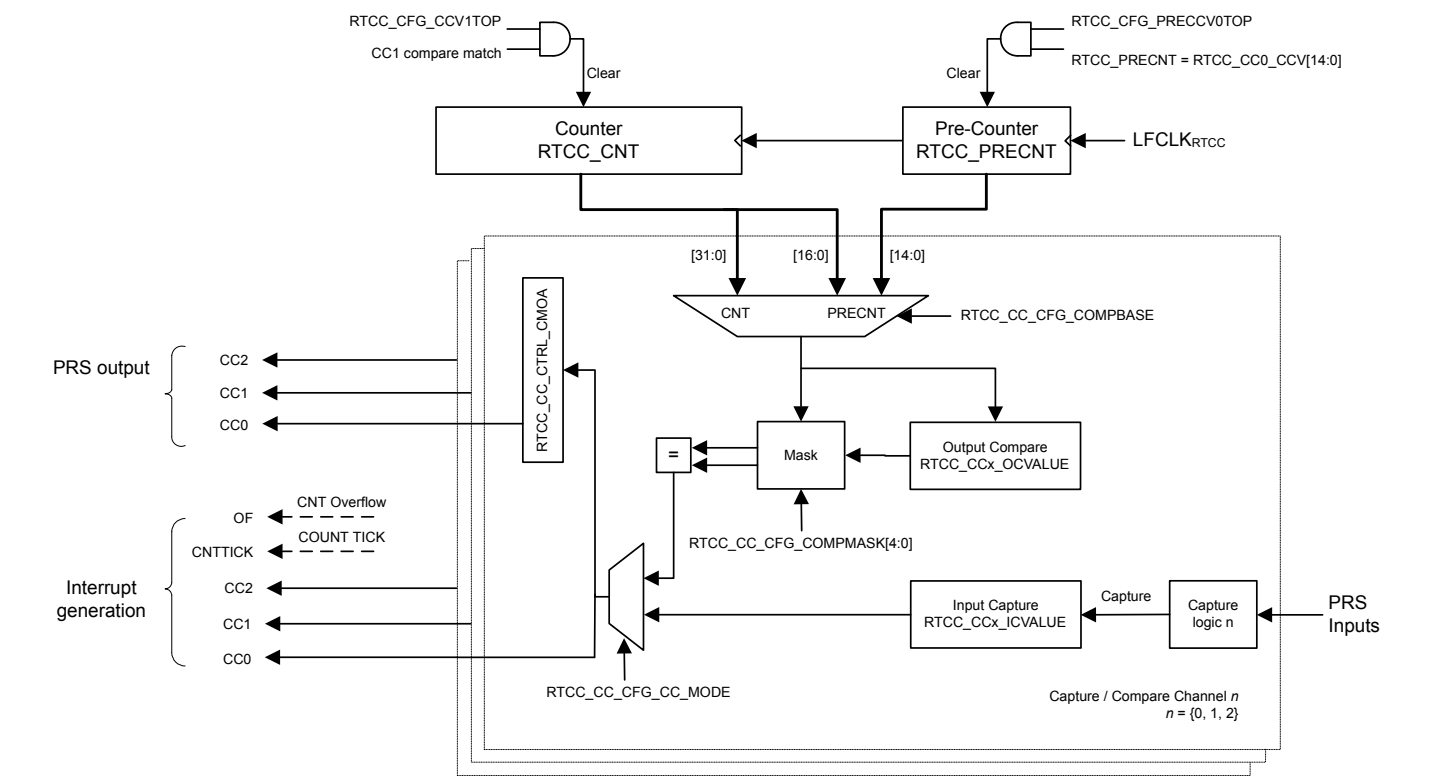 RTCC_CFG_CCV1TOP
CC1 compare match
RTCC_CFG_PRECCV0TOP
RTCC_PRECNT = RTCC_CC0_CCV[14:0]
Clear
Clear
Counter
RTCC_CNT
Pre-Counter
RTCC_PRECNT
LFCLKRTCC
[31:0]
[16:0]
[14:0]
CNT
PRECNT
RTCC_CC_CFG_COMPBASE
RTCC_CC_CTRL_CMOA
PRS output
CC2
CC1
CC0
=
Mask
Output Compare
RTCC_CCx_OCVALUE
RTCC_CC_CFG_COMPMASK[4:0]
Interrupt
generation
OF
CNT Overflow
CNTTICK
COUNT TICK
CC2
CC1
CC0
Input Capture
RTCC_CCx_ICVALUE
Capture
Capture
logic n
PRS
Inputs
RTCC_CC_CFG_CC_MODE
Capture / Compare Channel n
n = {0, 1, 2}